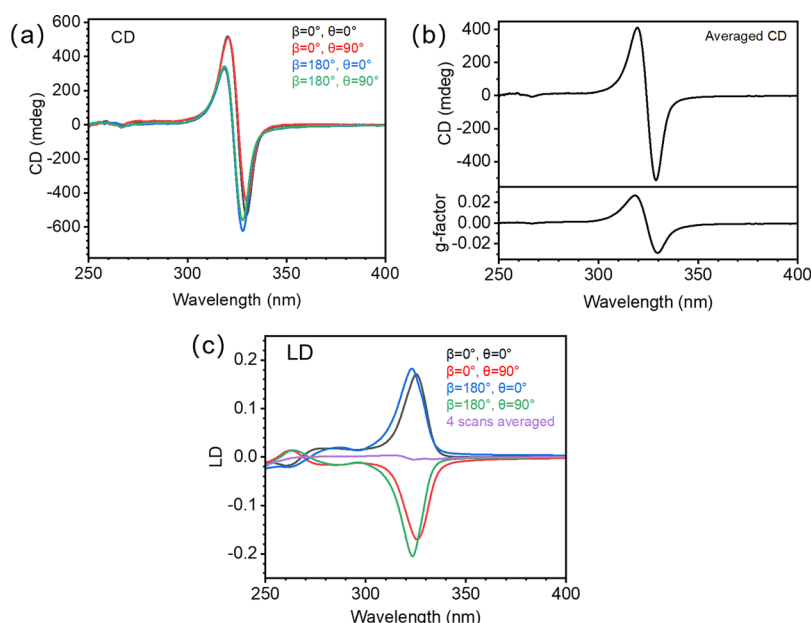 (a)
CD
β=0°, θ=0°
β=0°, θ=90°
β=180°, θ=0°
β=180°, θ=90°
600
400
200
0
-200
-400
-600
CD (mdeg)
250 300 350 400
Wavelength (nm)
(b)
Averaged CD
400
200
0
-200
-400
CD (mdeg)
0.02
0.00
-0.02
g-factor
250 300 350 400
Wavelength (nm)
(c)
LD
β=0°, θ=0°
β=0°, θ=90°
β=180°, θ=0°
β=180°, θ=90°
4 scans averaged
0.2
0.1
0.0
-0.1
-0.2
LD
250 300 350 400
Wavelength (nm)